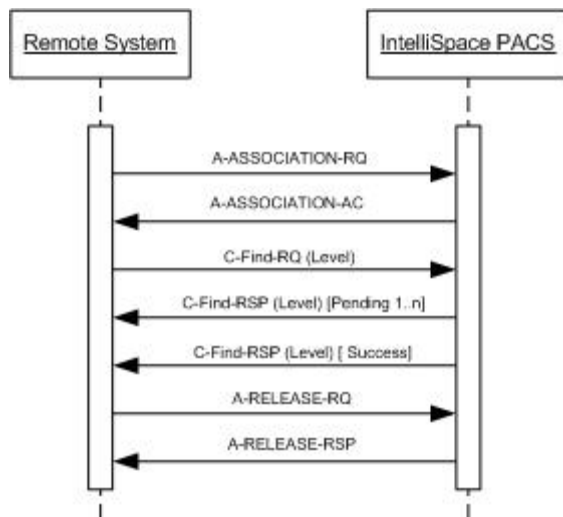 Remote System
IntelliSpace PACS
A-ASSOCIATION-RQ
A-ASSOCIATION-AC
C-Find-RQ (Level)
C-Find-RSP (Level) [Pending 1..n]
C-Find-RSP (Level) [ Success]
A-RELEASE-RQ
A-RELEASE-RSP